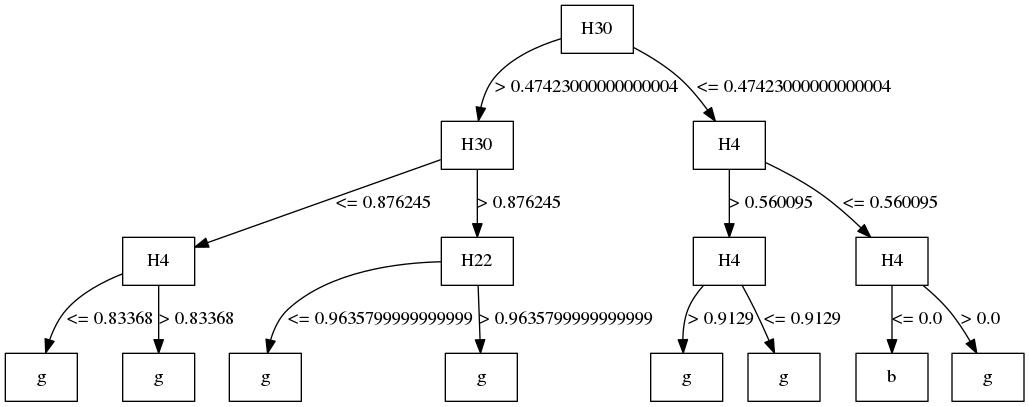 H30
> 0.47423000000000004 <= 0.47423000000000004
H30 H4
<= 0.876245 > 0.876245 > 0.560095 <= 0.560095
H4 H22 H4 H4
<= 0.83368 > 0.83368 <= 0.9635799999999999 > 0.9635799999999999 > 0.9129 <= 0.9129 <= 0.0 > 0.0
g g g g g g b g